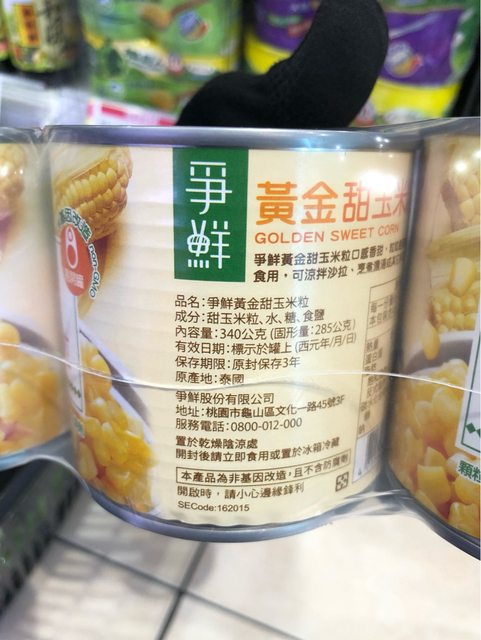 爭鮮
黃金甜玉米
GOLDEN SWEET CORN
爭鮮黃金甜玉米粒口感香甜,
食用,可涼拌沙拉、烹煮濃湯
品名:爭鮮黃金甜玉米粒
成分:甜玉米粒、水、糖、食鹽
內容量:340公克(固形量:285公克)
有效日期:標示於罐上(西元年/月/日)
保存期限:原封保存3年
原產地:泰國
爭鮮股份有限公司
地址:桃園市龜山區文化一路45號3F
服務電話:0800-012-000
置於乾燥陰涼處
開封後請立即食用或置於冰箱冷藏
本產品為非基因改造,且不含防腐劑
開啟時,請小心邊緣鋒利
SECode:162015
non-GMO
顆粒